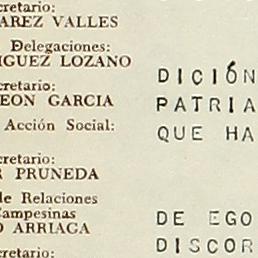 cretario:
AREZ VALLES
Delegaciones:
IGUEZ LOZANO
cretario:
EON GARCIA
Acción Social:
cretario:
R PRUNEDA
de Relaciones
Campesinas
O ARRIAGA
cretario:
DICIÓN
PATRIA
QUE HA
DE EGO
DISCOR